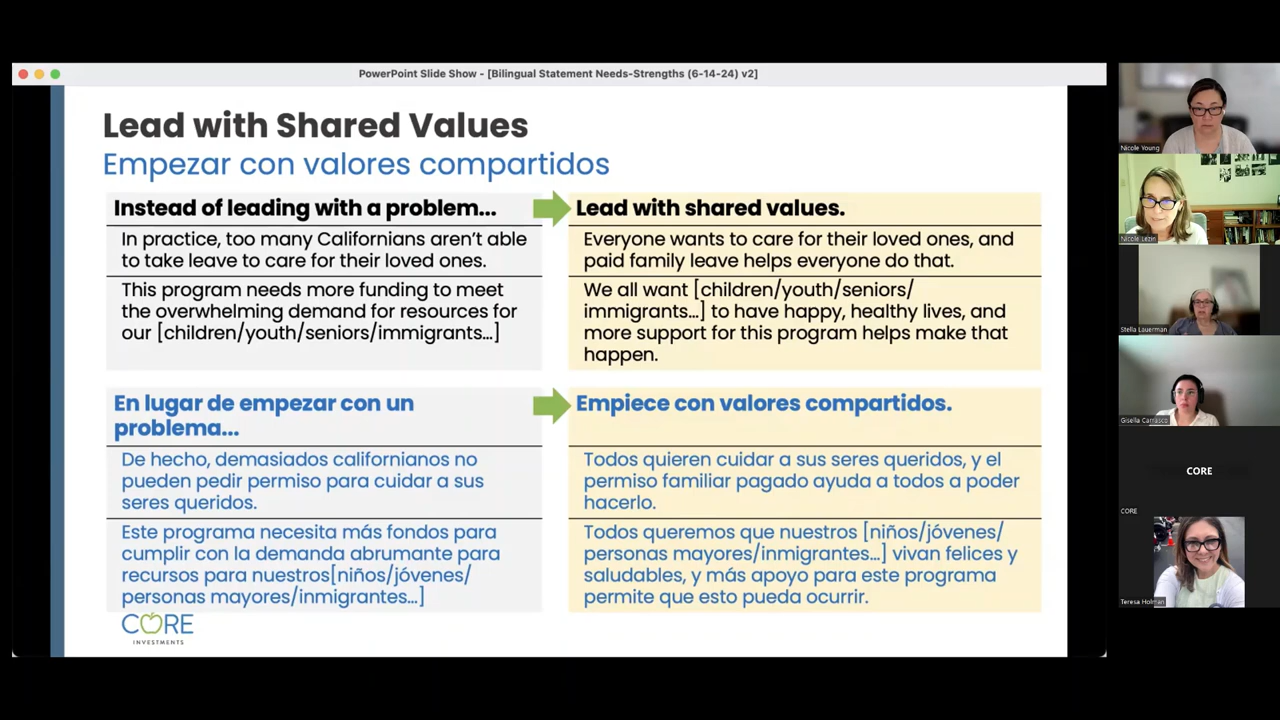 PowerPoint Slide Show - [Bilingual Statement Needs-Strengths (6-14-24) v2]
Lead with Shared Values
Empezar con valores compartidos
Instead of leading with a problem...
In practice, too many Californians aren't able
to take leave to care for their loved ones.
This program needs more funding to meet
the overwhelming demand for resources for
our [children/youth/seniors/immigrants...]
Lead with shared values.
Everyone wants to care for their loved ones, and
paid family leave helps everyone do that.
We all want [children/youth/seniors/
immigrants...] to have happy, healthy lives, and
more support for this program helps make that
happen.
En lugar de empezar con un
problema...
De hecho, demasiados californianos no
pueden pedir permiso para cuidar a sus
seres queridos.
Este programa necesita más fondos para
cumplir con la demanda abrumante para
recursos para nuestros[niños/jóvenes/
personas mayores/inmigrantes...]
Empiece con valores compartidos.
Todos quieren cuidar a sus seres queridos, y el
permiso familiar pagado ayuda a todos a poder
hacerlo.
Todos queremos que nuestros [niños/jóvenes/
personas mayores/inmigrantes...] vivan felices y
saludables, y más apoyo para este programa
permite que esto pueda ocurrir.
CORE
INVESTMENTS
Nicole Young
Nicole Lezin
Stella Lauerman
Gisella Carrasco
CORE
CORE
Teresa Holman